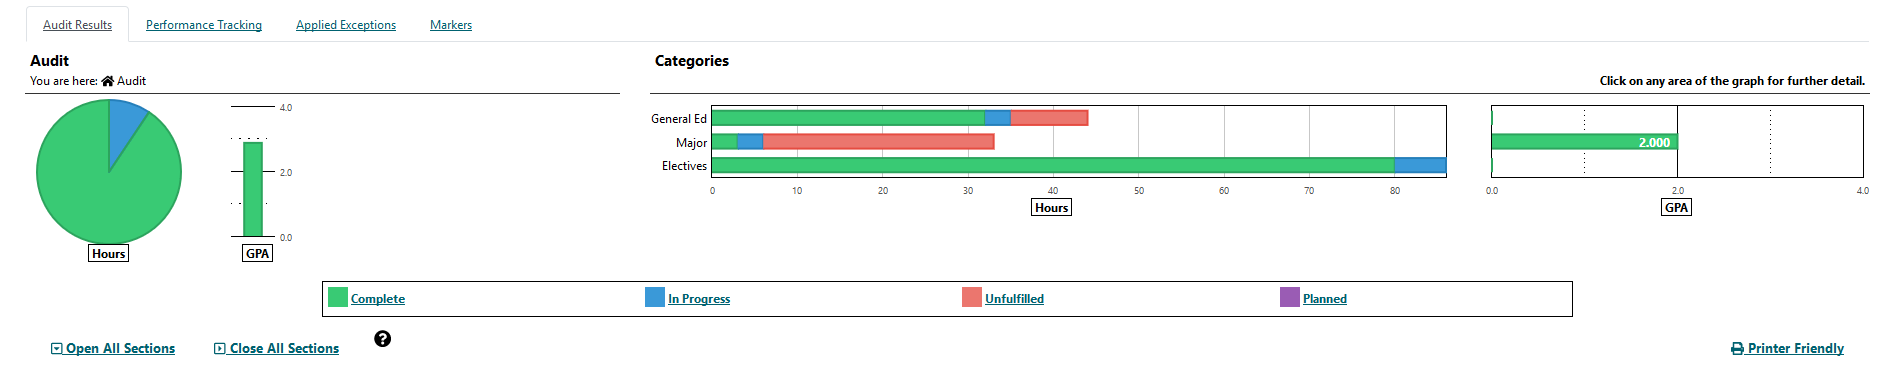 Audit Results Performance Tracking Applied Exceptions Markers
Audit
You are here: Audit
Categories
Click on any area of the graph for further detail.
4.0
2.0
0.0
Hours
GPA
General Ed
Major
Electives
0 10 20 30 40 50 60 70 80
Hours
2.000
0.0 2.0 4.0
GPA
Complete In Progress Unfulfilled Planned
Open All Sections Close All Sections ? Printer Friendly